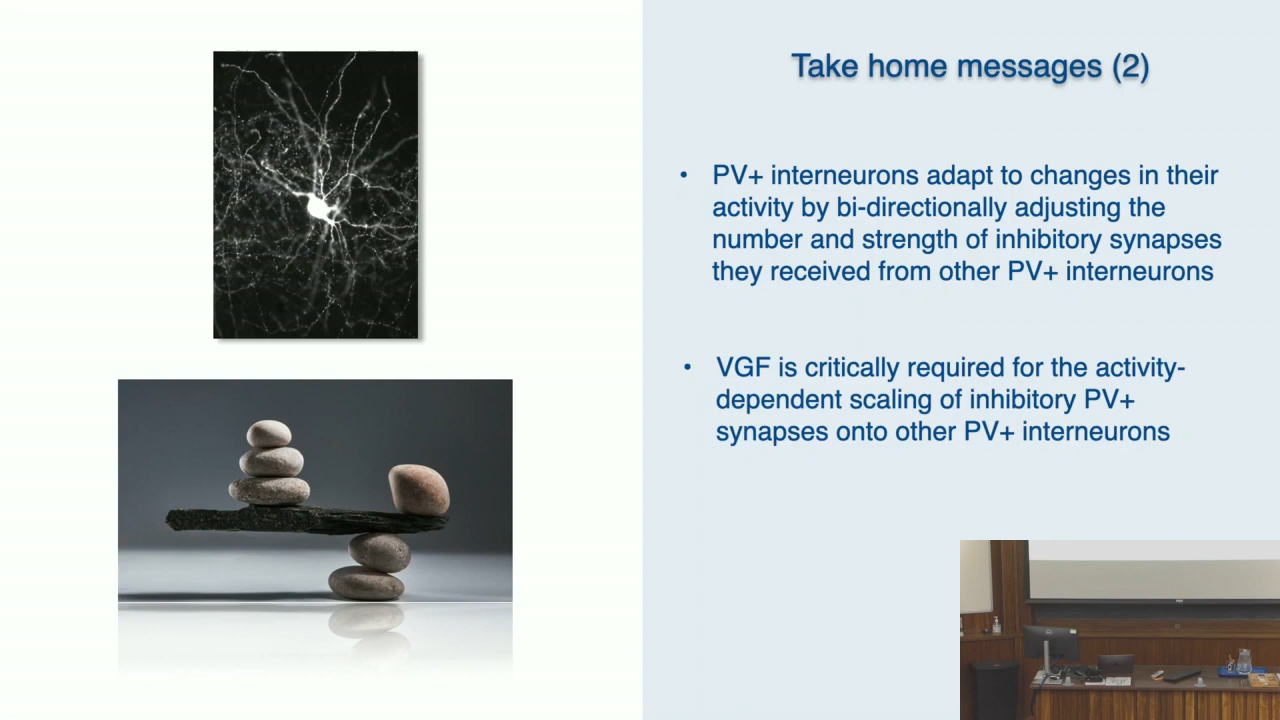 Take home messages (2)
• PV+ interneurons adapt to changes in their
activity by bi-directionally adjusting the
number and strength of inhibitory synapses
they received from other PV+ interneurons
• VGF is critically required for the activity-
dependent scaling of inhibitory PV+
synapses onto other PV+ interneurons